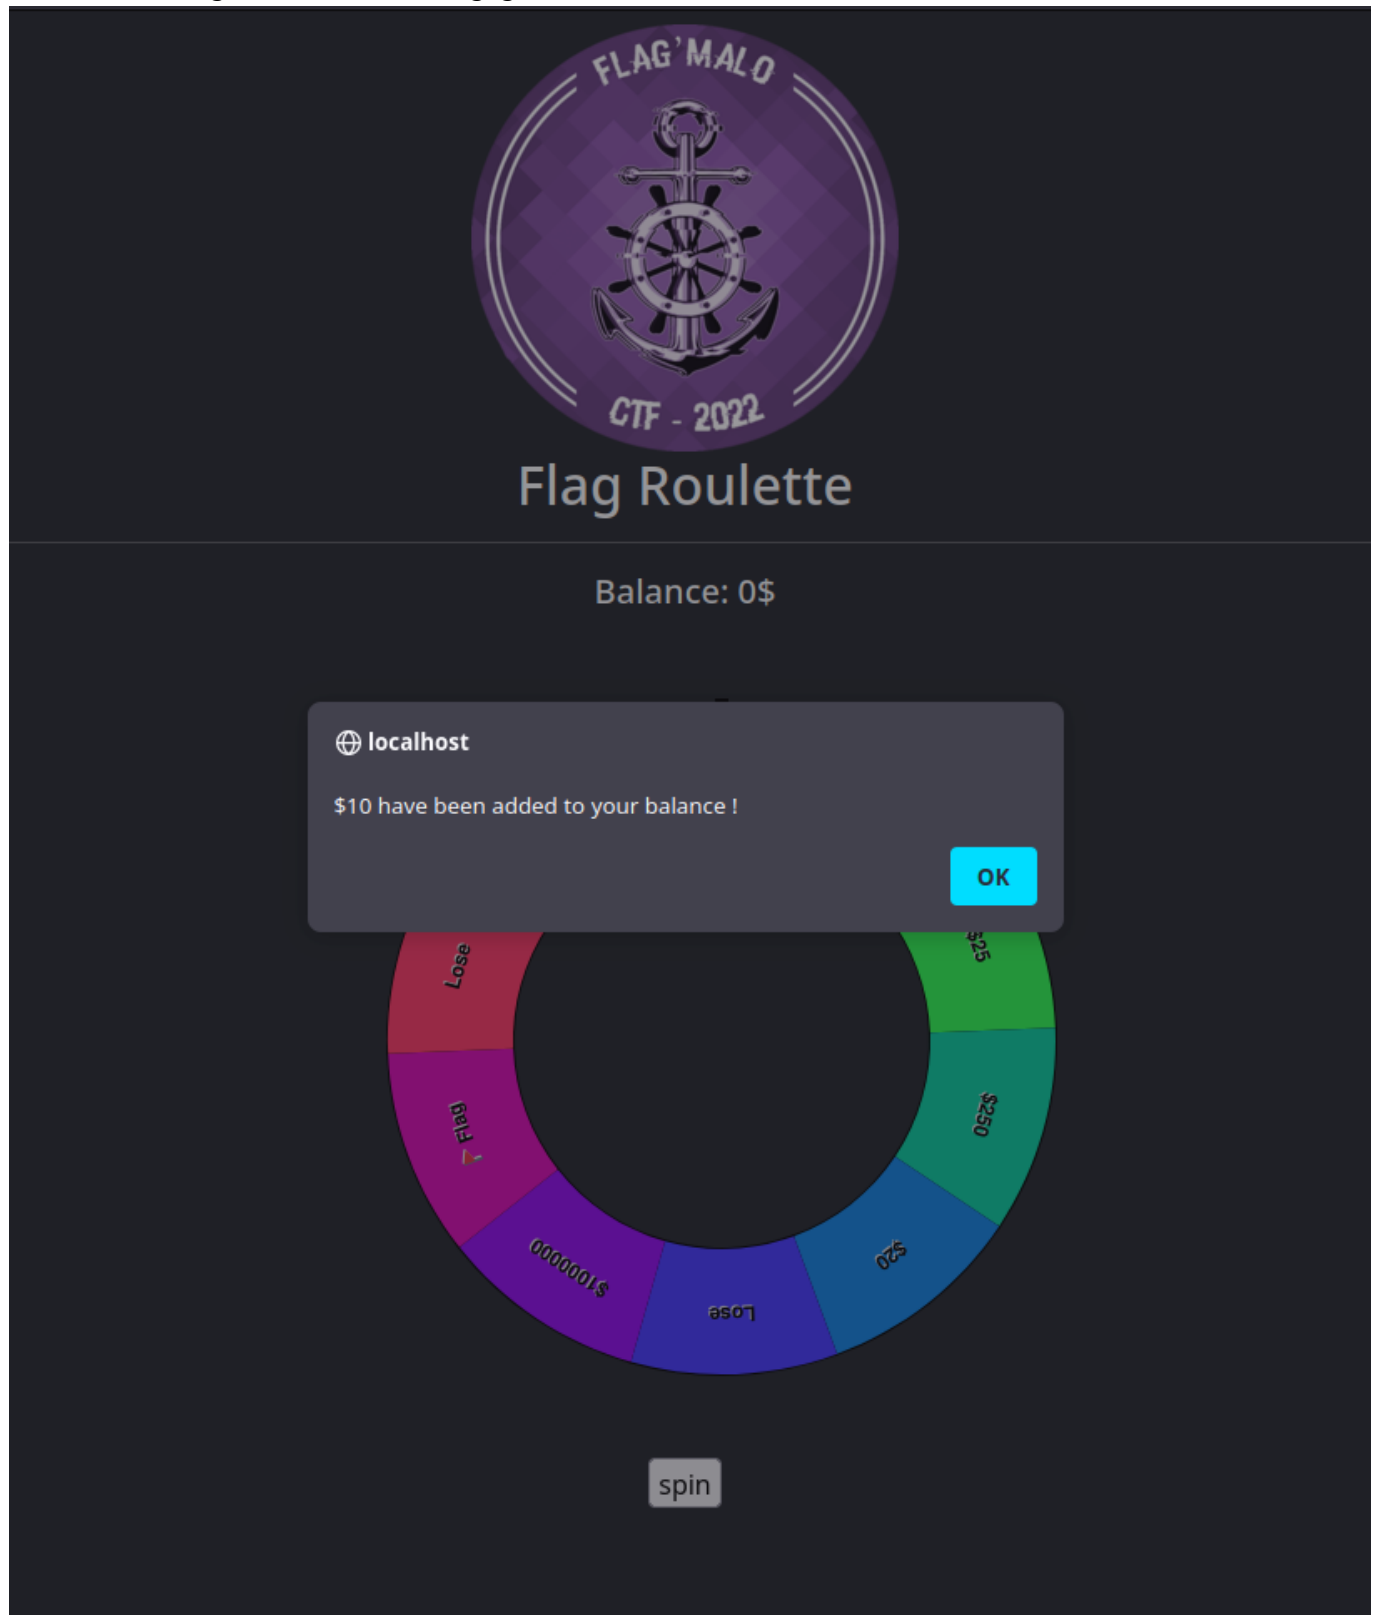 FLAG'MALO
CTF - 2022
Flag Roulette
Balance: 0$
localhost
$10 have been added to your balance !
OK
Lose
$25
Flag
$250
$1000000
$20
Lose
spin